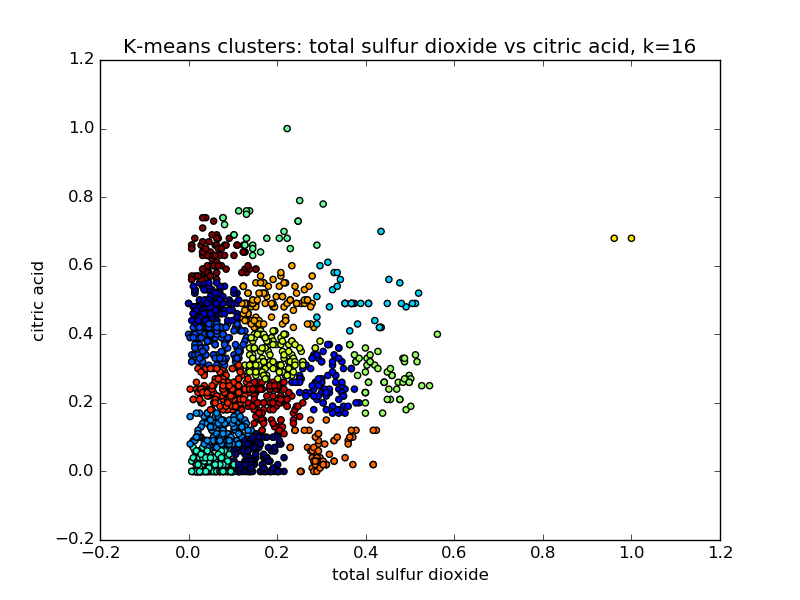 K-means clusters: total sulfur dioxide vs citric acid, k=16
1.2
1.0
0.8
0.6
0.4
0.2
0.0
−0.2
citric acid
−0.2 0.0 0.2 0.4 0.6 0.8 1.0 1.2
total sulfur dioxide